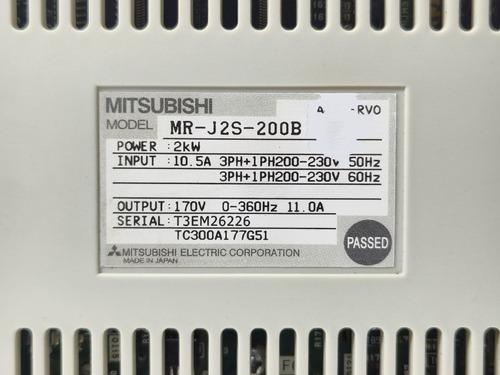 MITSUBISHI
MODEL MR-J2S-200B
POWER :2kW
INPUT :10.5A 3PH+1PH200-230V 50Hz
3PH+1PH200-230V 60Hz
OUTPUT:170V 0-360Hz 11.0A
SERIAL:T3EM26226
TC300A177G51
PASSED
MITSUBISHI ELECTRIC CORPORATION
MADE IN JAPAN